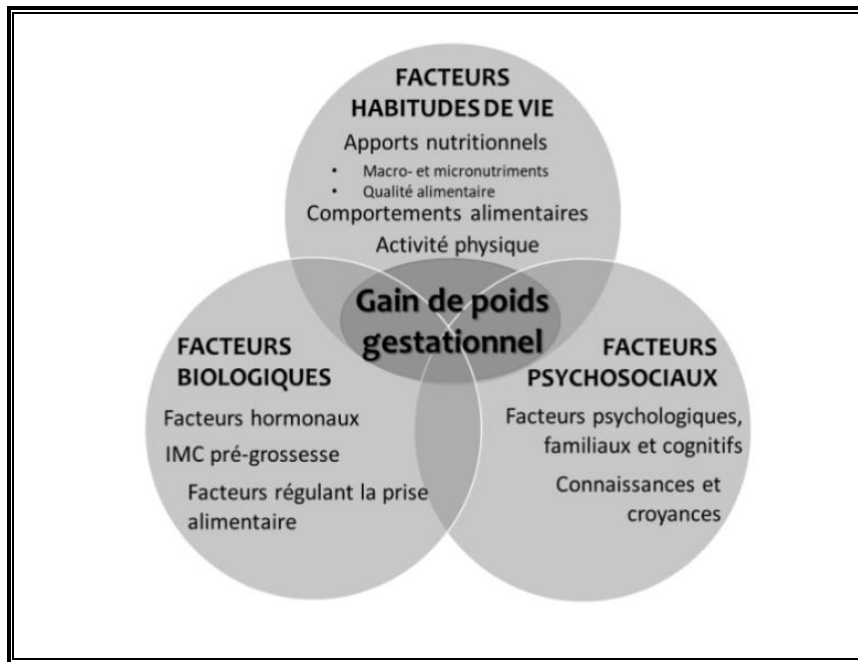 FACTEURS
HABITUDES DE VIE
Apports nutritionnels
• Macro- et micronutriments
• Qualité alimentaire
Comportements alimentaires
Activité physique
Gain de poids
gestationnel
FACTEURS
BIOLOGIQUES
Facteurs hormonaux
IMC pré-grossesse
Facteurs régulant la prise
alimentaire
FACTEURS
PSYCHOSOCIAUX
Facteurs psychologiques,
familiaux et cognitifs
Connaissances et
croyances